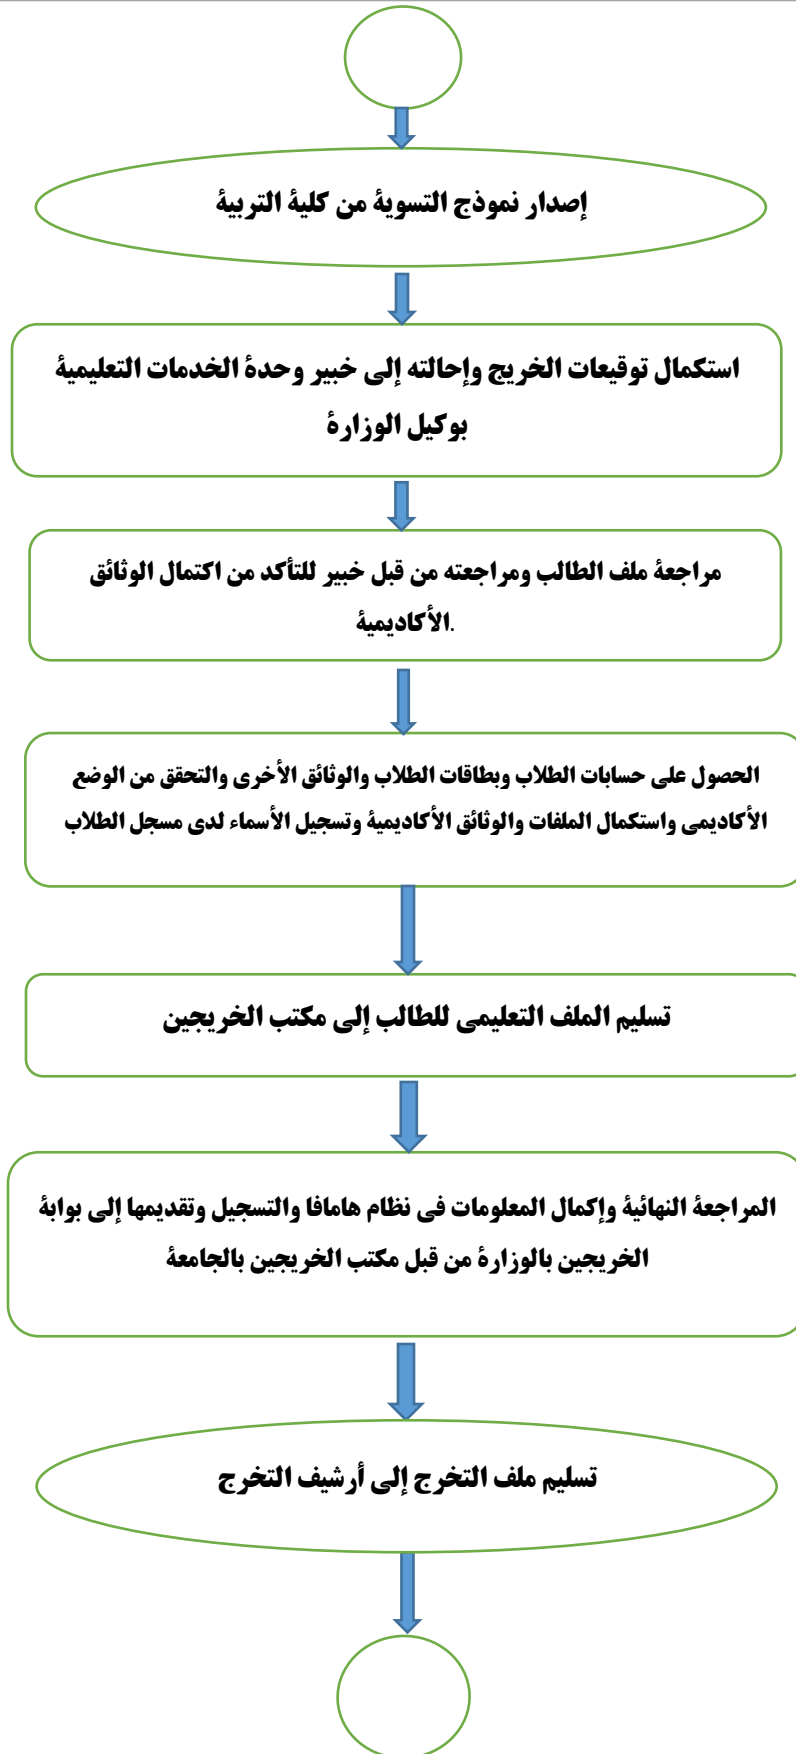 إصدار نموذج التسوية من كلية التربية
استكمال توقيعات الخريج وإحالته إلى خبير وحدة الخدمات التعليمية
بوكيل الوزارة
مراجعة ملف الطالب ومراجعته من قبل خبير للتأكد من اكتمال الوثائق
الأكاديمية.
الحصول على حسابات الطلاب وبطاقات الطلاب والوثائق الأخرى والتحقق من الوضع
الأكاديمي واستكمال الملفات والوثائق الأكاديمية وتسجيل الأسماء لدى مسجل الطلاب
تسليم الملف التعليمي للطالب إلى مكتب الخريجين
المراجعة النهائية وإكمال المعلومات في نظام هامافا والتسجيل وتقديمها إلى بوابة
الخريجين بالوزارة من قبل مكتب الخريجين بالجامعة
تسليم ملف التخرج إلى أرشيف التخرج